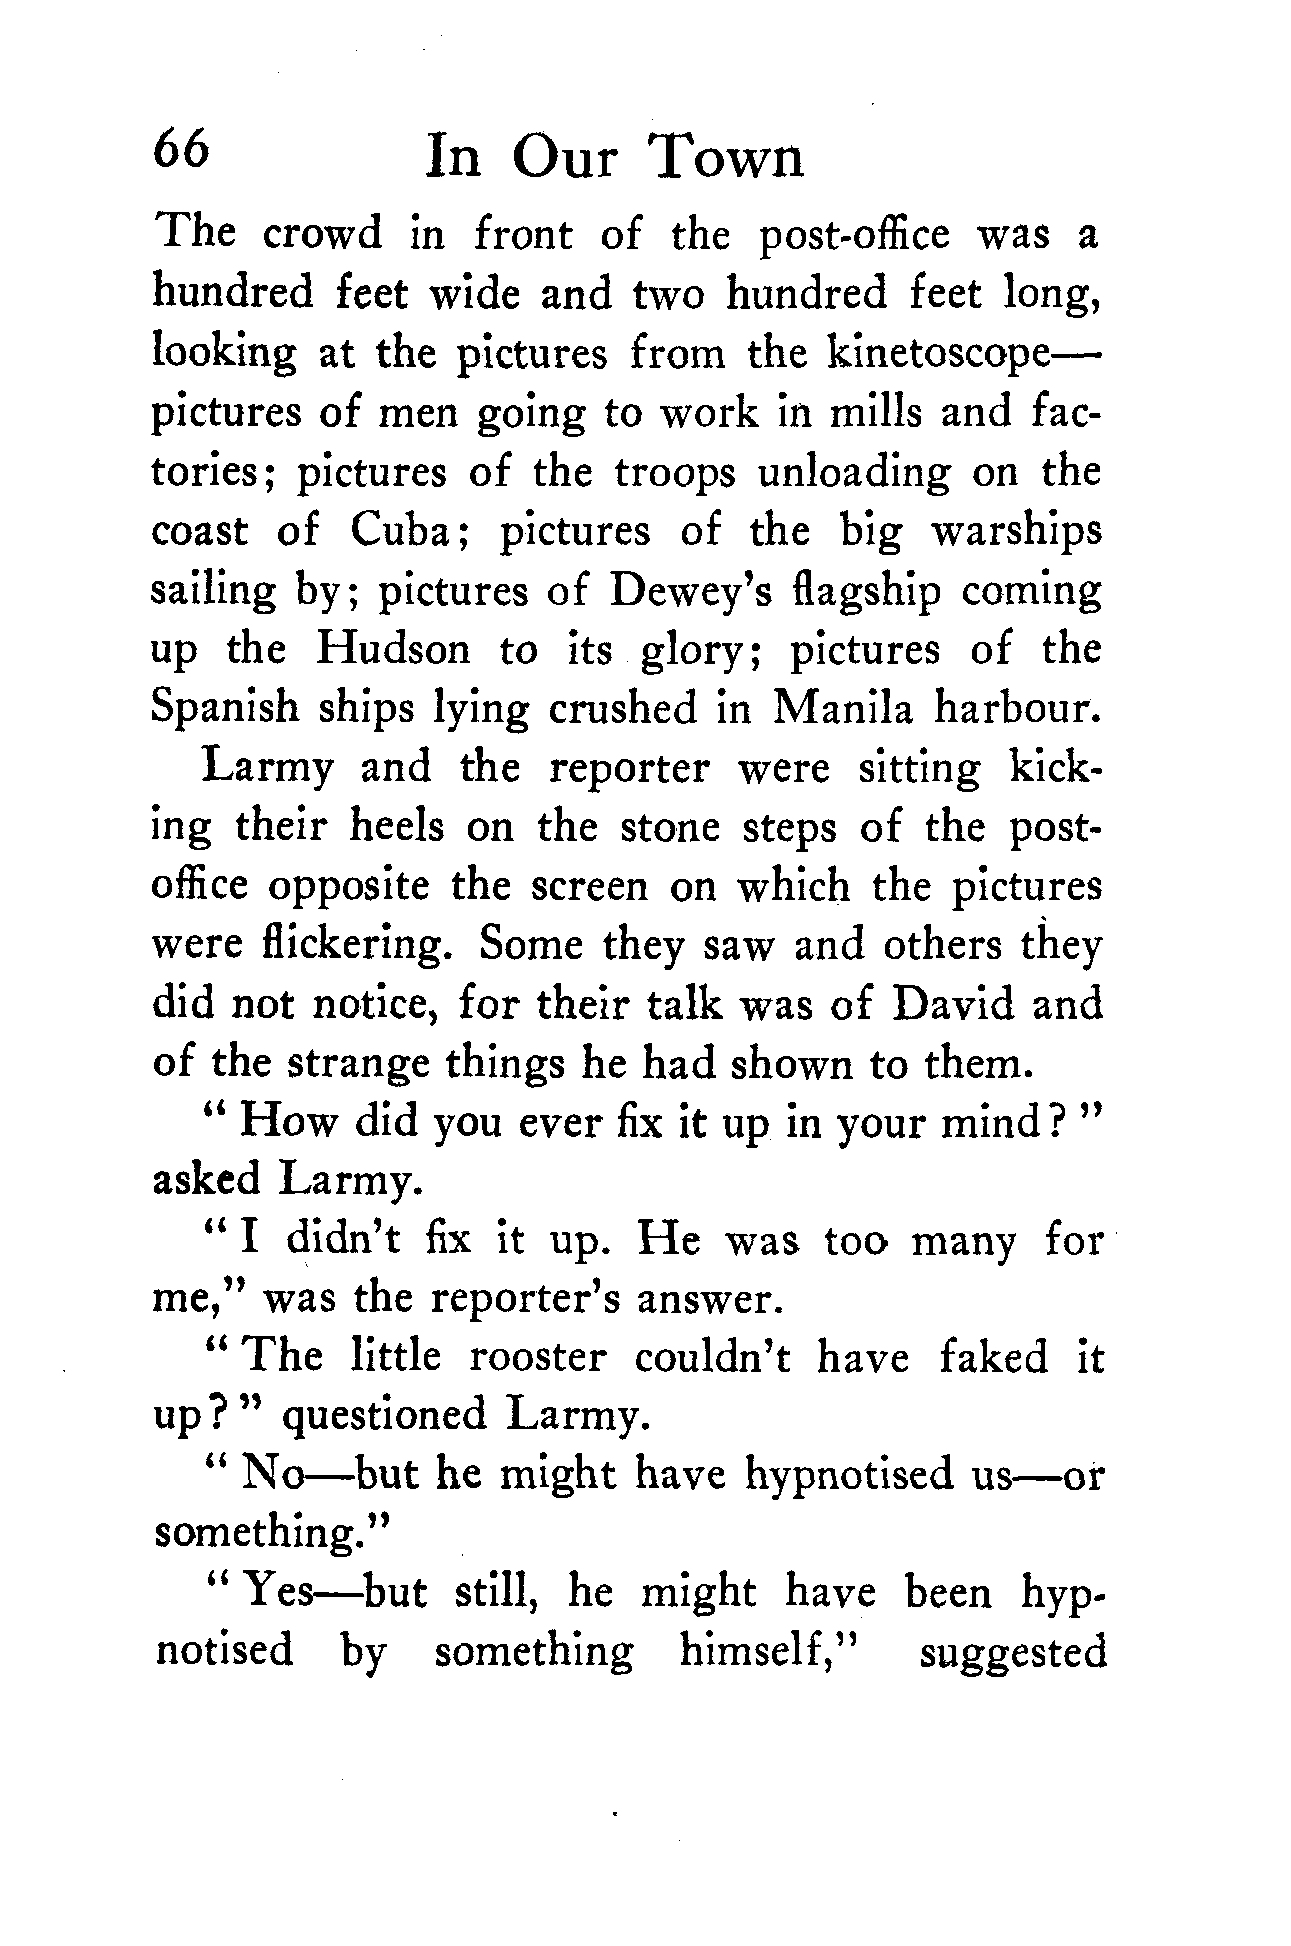 66 In Our Town
The crowd in front of the post-office was a
hundred feet wide and two hundred feet long,
looking at the pictures from the kinetoscope—
pictures of men going to work in mills and fac-
tories; pictures of the troops unloading on the
coast of Cuba; pictures of the big warships
sailing by; pictures of Dewey's flagship coming
up the Hudson to its glory; pictures of the
Spanish ships lying crushed in Manila harbour.
Larmy and the reporter were sitting kick-
ing their heels on the stone steps of the post-
office opposite the screen on which the pictures
were flickering. Some they saw and others they
did not notice, for their talk was of David and
of the strange things he had shown to them.
“ How did you ever fix it up in your mind? ”
asked Larmy.
“ I didn't fix it up. He was too many for
me,” was the reporter's answer.
“ The little rooster couldn't have faked it
up? ” questioned Larmy.
“ No—but he might have hypnotised us—or
something.”
“ Yes—but still, he might have been hyp-
notised by something himself,” suggested